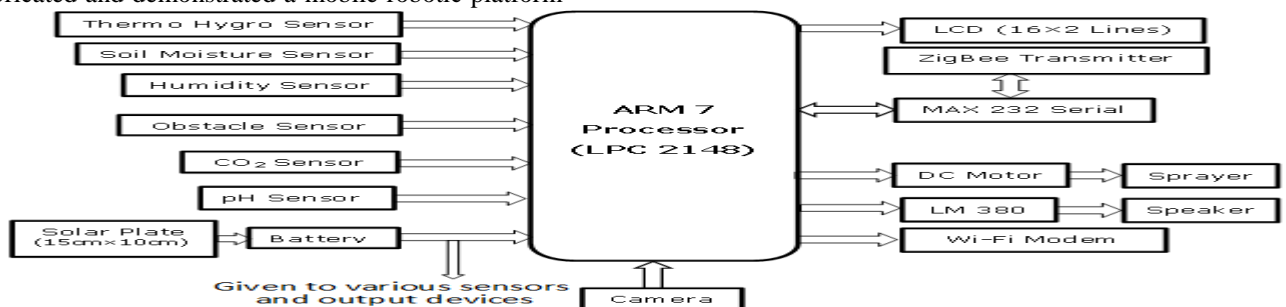 fabricated and demonstrated a mobile robotic platform
Thermo Hygro Sensor
Soil Moisture Sensor
Humidity Sensor
Obstacle Sensor
CO₂ Sensor
pH Sensor
Solar Plate
(15cm×10cm)
Battery
Given to various sensors
and output devices
ARM 7
Processor
(LPC 2148)
Camera
LCD (16×2 Lines)
ZigBee Transmitter
MAX 232 Serial
DC Motor
Sprayer
LM 380
Speaker
Wi-Fi Modem